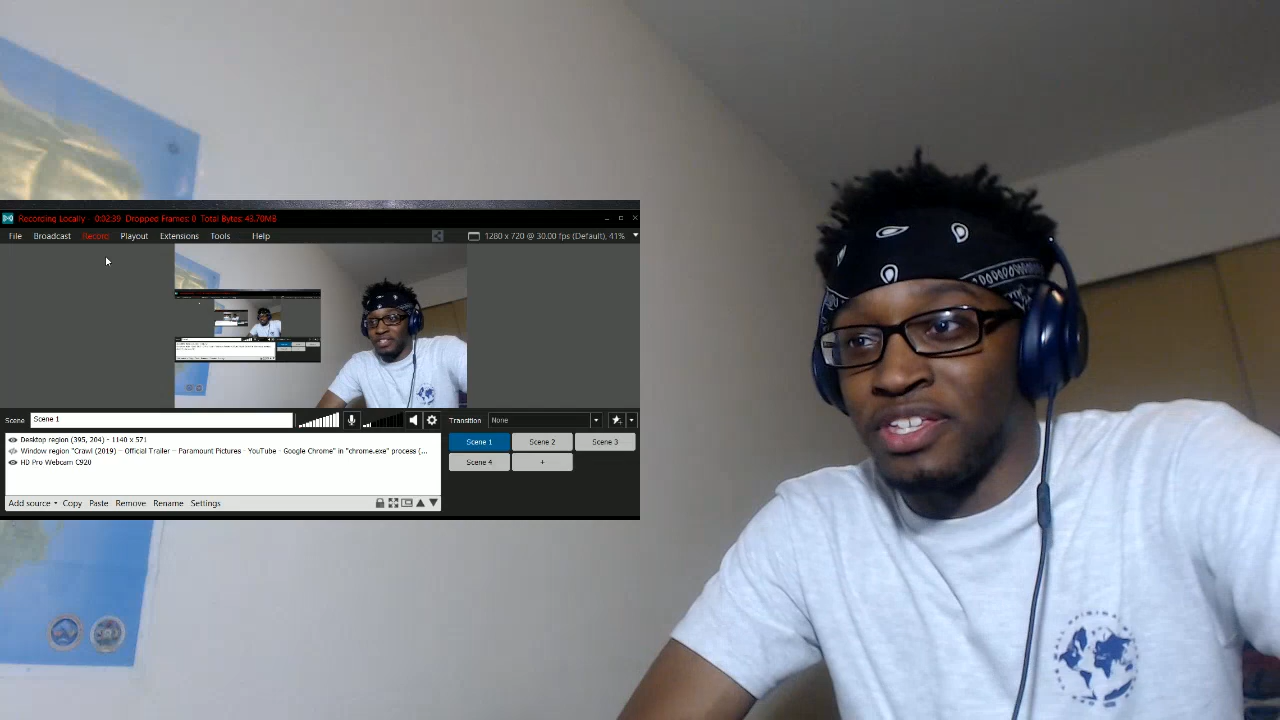 Recording Locally - 0:02:39 Dropped Frames: 0 Total Bytes: 43.70MB
File Broadcast Record Playout Extensions Tools Help 1280 x 720 @ 30.00 fps (Default), 41%
Scene Scene 1 Transition None
Desktop region (395, 204) - 1140 x 571
Window region "Crawl (2019) - Official Trailer - Paramount Pictures - YouTube - Google Chrome" in "chrome.exe" process (...
HD Pro Webcam C920
Scene 1 Scene 2 Scene 3
Scene 4 +
Add source Copy Paste Remove Rename Settings